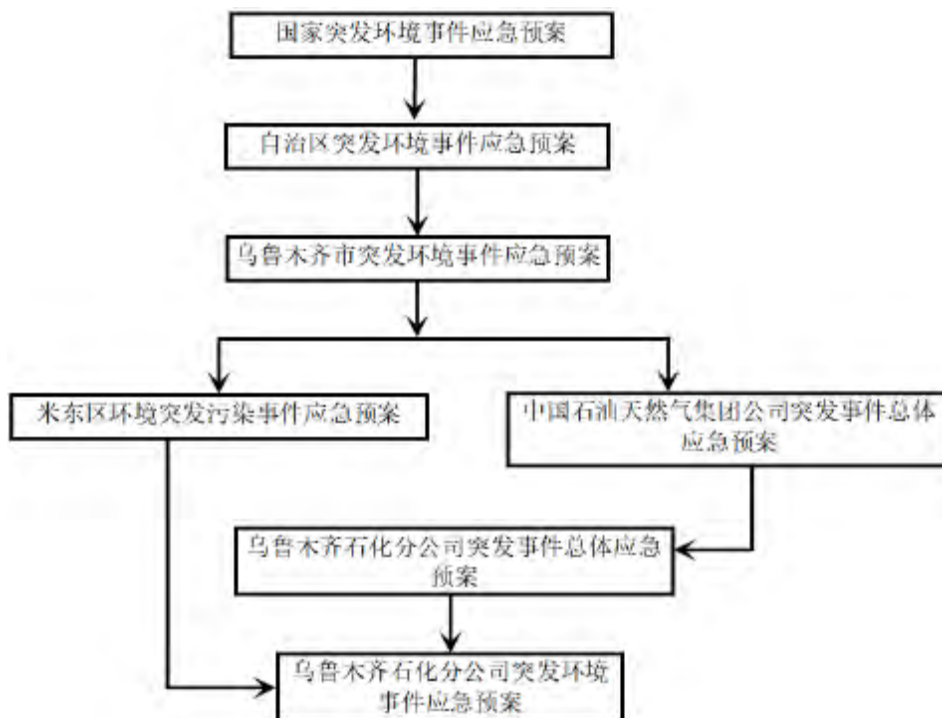 国家突发环境事件应急预案
自治区突发环境事件应急预案
乌鲁木齐市突发环境事件应急预案
米东区环境突发污染事件应急预案
中国石油天然气集团公司突发事件总体
应急预案
乌鲁木齐石化分公司突发事件总体应急
预案
乌鲁木齐石化分公司突发环境
事件应急预案